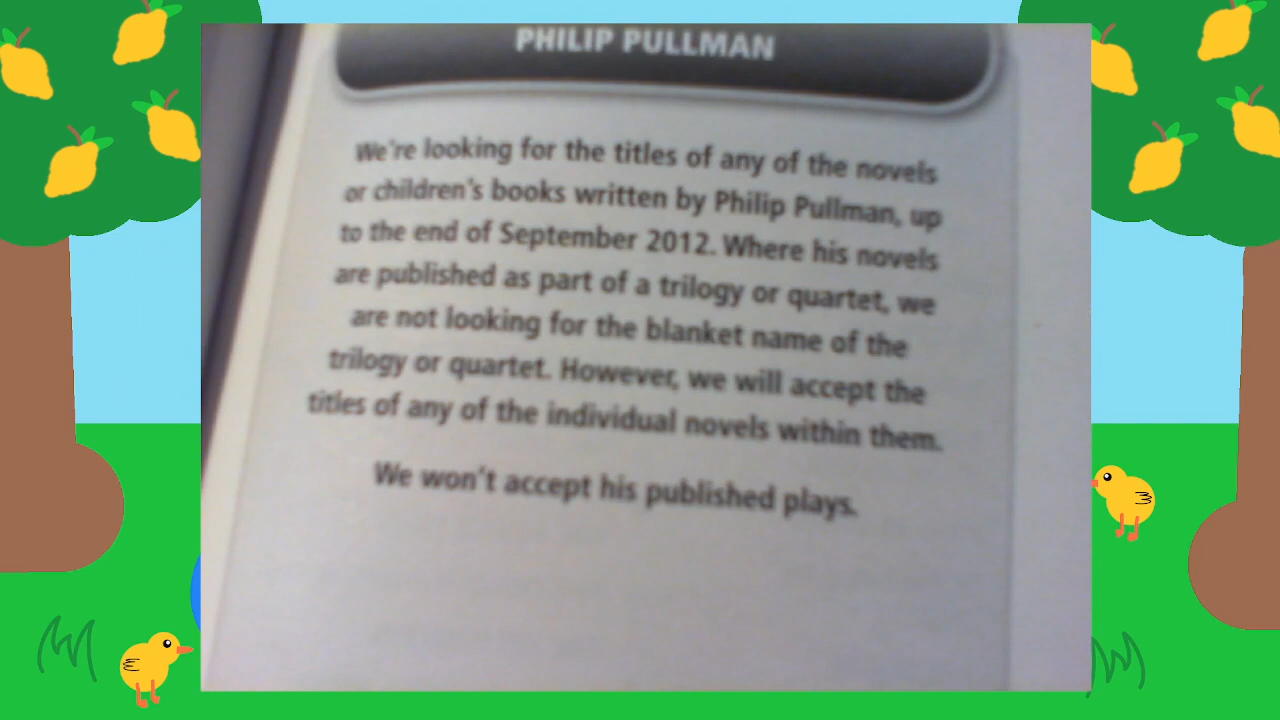 PHILIP PULLMAN
We're looking for the titles of any of the novels
or children's books written by Philip Pullman, up
to the end of September 2012. Where his novels
are published as part of a trilogy or quartet, we
are not looking for the blanket name of the
trilogy or quartet. However, we will accept the
titles of any of the individual novels within them.
We won't accept his published plays.